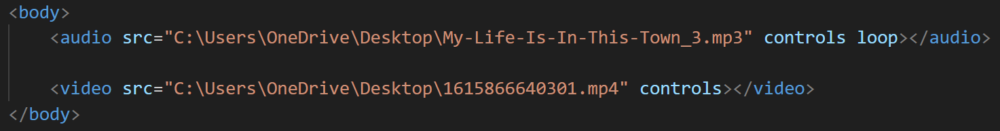 <body>
<audio src="C:\Users\OneDrive\Desktop\My-Life-Is-In-This-Town_3.mp3" controls loop></audio>
<video src="C:\Users\OneDrive\Desktop\1615866640301.mp4" controls></video>
</body>